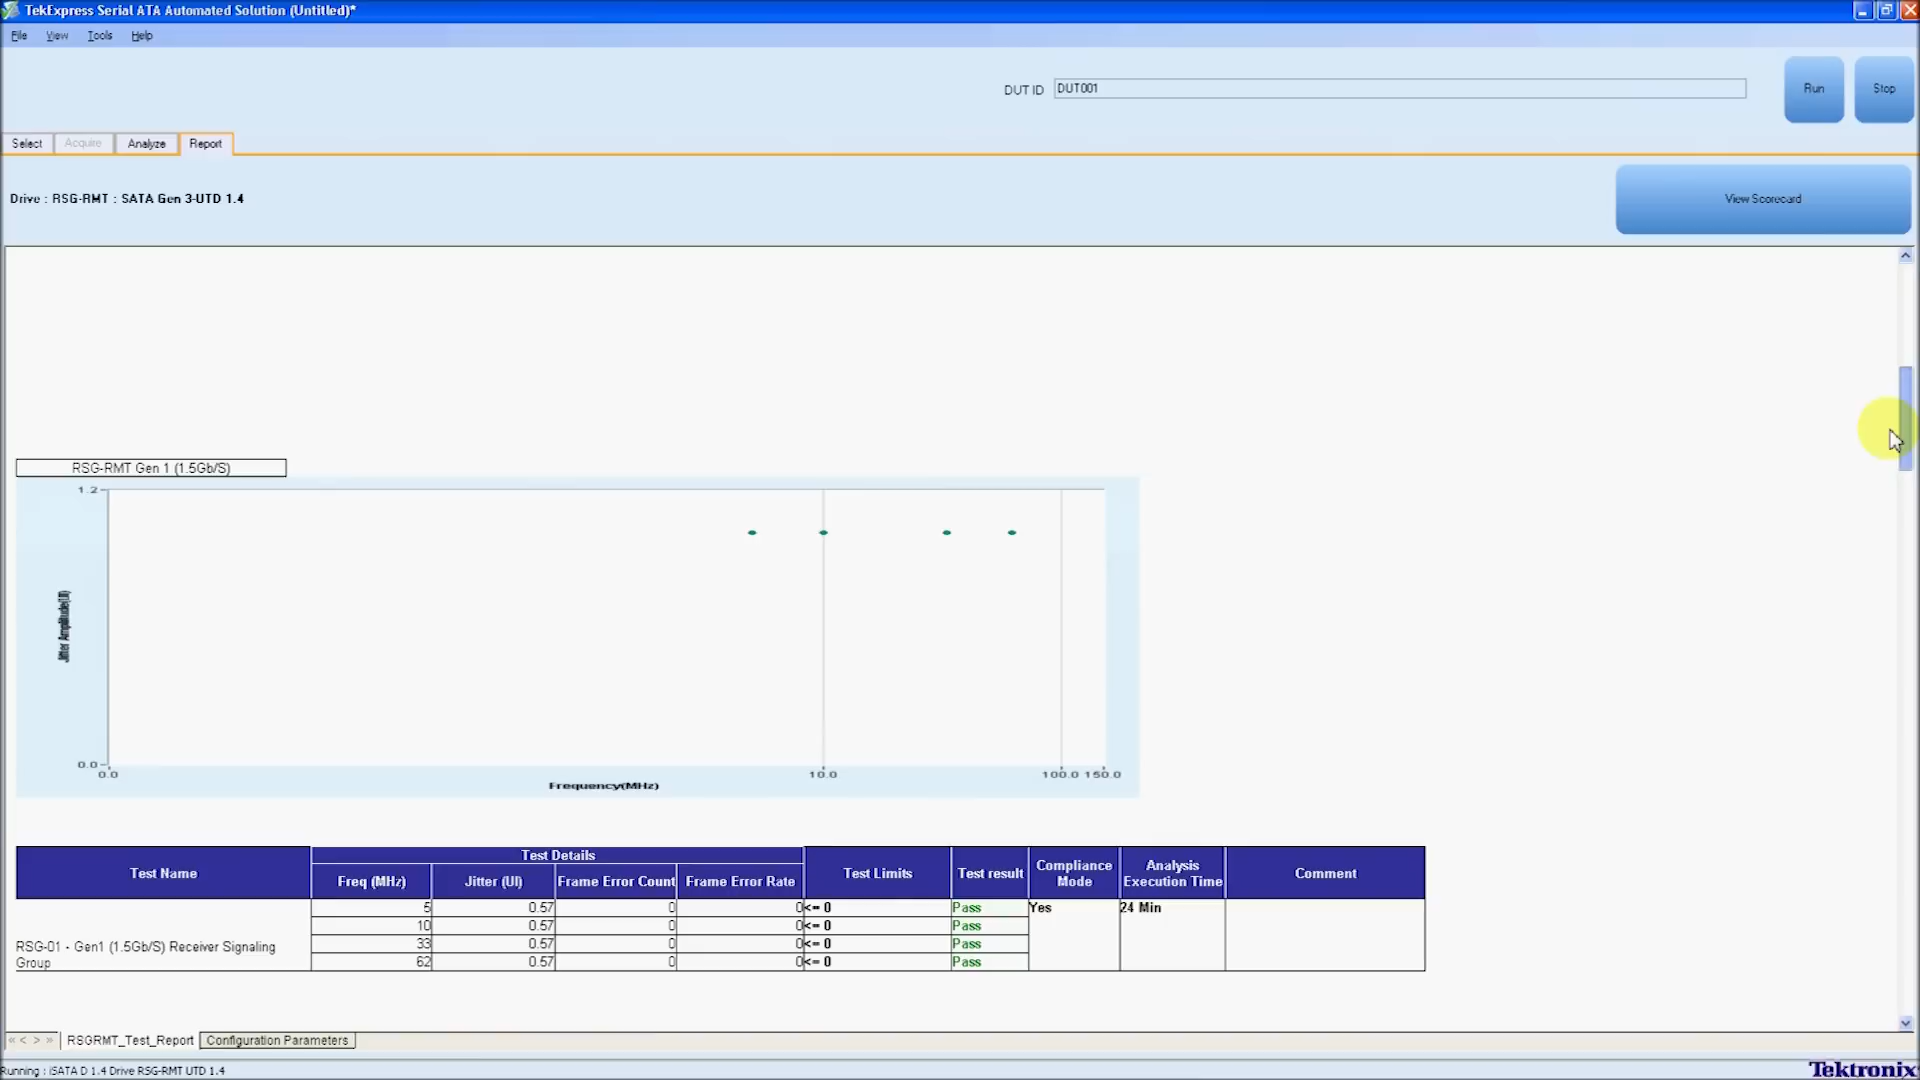 TekExpress Serial ATA Automated Solution (Untitled)*
File View Tools Help
DUT ID DUT001 Run Stop
Select Acquire Analyze Report
Drive : RSG-RMT : SATA Gen 3-UTD 1.4 View Scorecard
RSG-RMT Gen 1 (1.5Gb/S)
1.2
Jitter Amplitude(UI)
0.0
0.0 10.0 100.0 150.0
Frequency(MHz)
Test Name Test Details Test Limits Test result Compliance Mode Analysis Execution Time Comment
Freq (MHz) Jitter (UI) Frame Error Count Frame Error Rate
RSG-01 - Gen1 (1.5Gb/S) Receiver Signaling Group
5 0.57 0 0 <= 0 Pass Yes 24 Min
10 0.57 0 0 <= 0 Pass
33 0.57 0 0 <= 0 Pass
62 0.57 0 0 <= 0 Pass
« < > » RSGRMT_Test_Report Configuration Parameters
Running : iSATA D 1.4 Drive RSG-RMT UTD 1.4 Tektronix